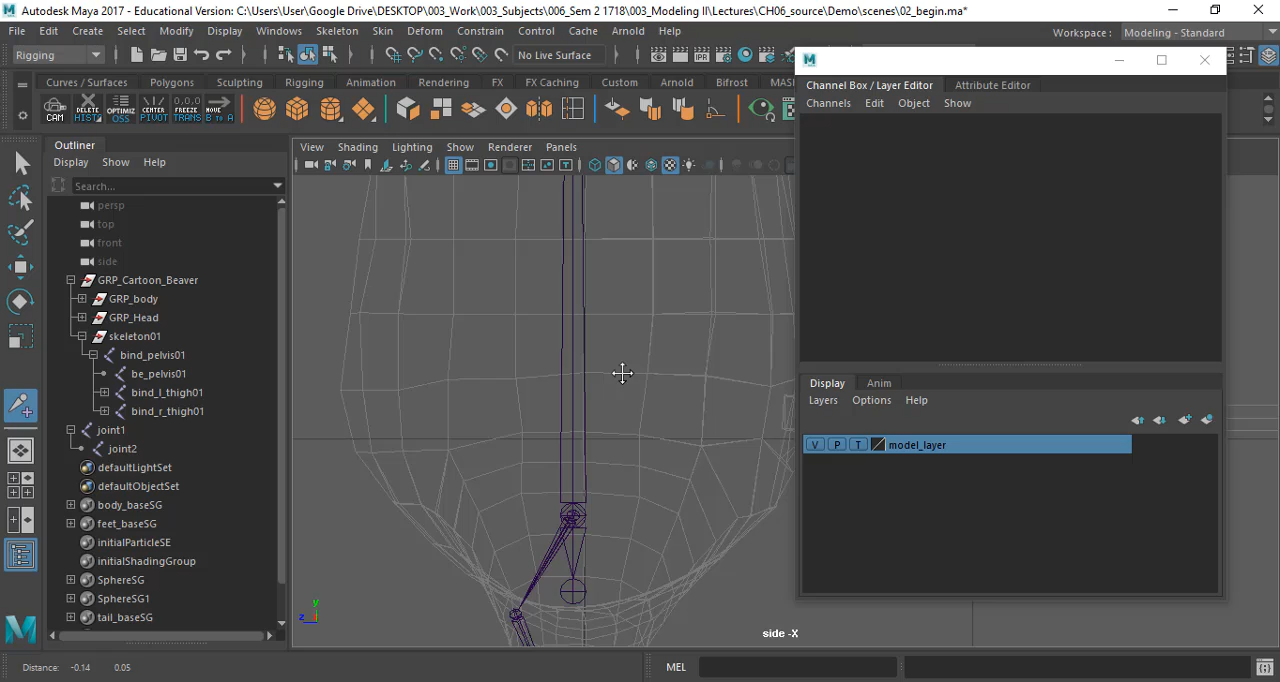 Autodesk Maya 2017 - Educational Version: C:\Users\User\Google Drive\DESKTOP\002_Work\003_Subjects\006_Sem 2 1718\003_Modeling II\Lectures\CH06_source\Demo\scenes\02_begin.ma*
File Edit Create Select Modify Display Windows Skeleton Skin Deform Constrain Control Cache Arnold Help
Workspace : Modeling - Standard
Rigging
No Live Surface
IPR
Curves / Surfaces Polygons Sculpting Rigging Animation Rendering FX FX Caching Custom Arnold Bifrost MAS
CAM
DELETE HIST
OPTIMIZ OSS
CENTER PIVOT
0,0,0 FREEZE TRANS
MOVE B to A
Channel Box / Layer Editor Attribute Editor
Channels Edit Object Show
Outliner
Display Show Help
Search...
persp
top
front
side
GRP_Cartoon_Beaver
GRP_body
GRP_Head
skeleton01
bind_pelvis01
be_pelvis01
bind_l_thigh01
bind_r_thigh01
joint1
joint2
defaultLightSet
defaultObjectSet
body_baseSG
feet_baseSG
initialParticleSE
initialShadingGroup
SphereSG
SphereSG1
tail_baseSG
View Shading Lighting Show Renderer Panels
y
z
side -X
Display Anim
Layers Options Help
V P T model_layer
Distance: -0.14 0.05
MEL